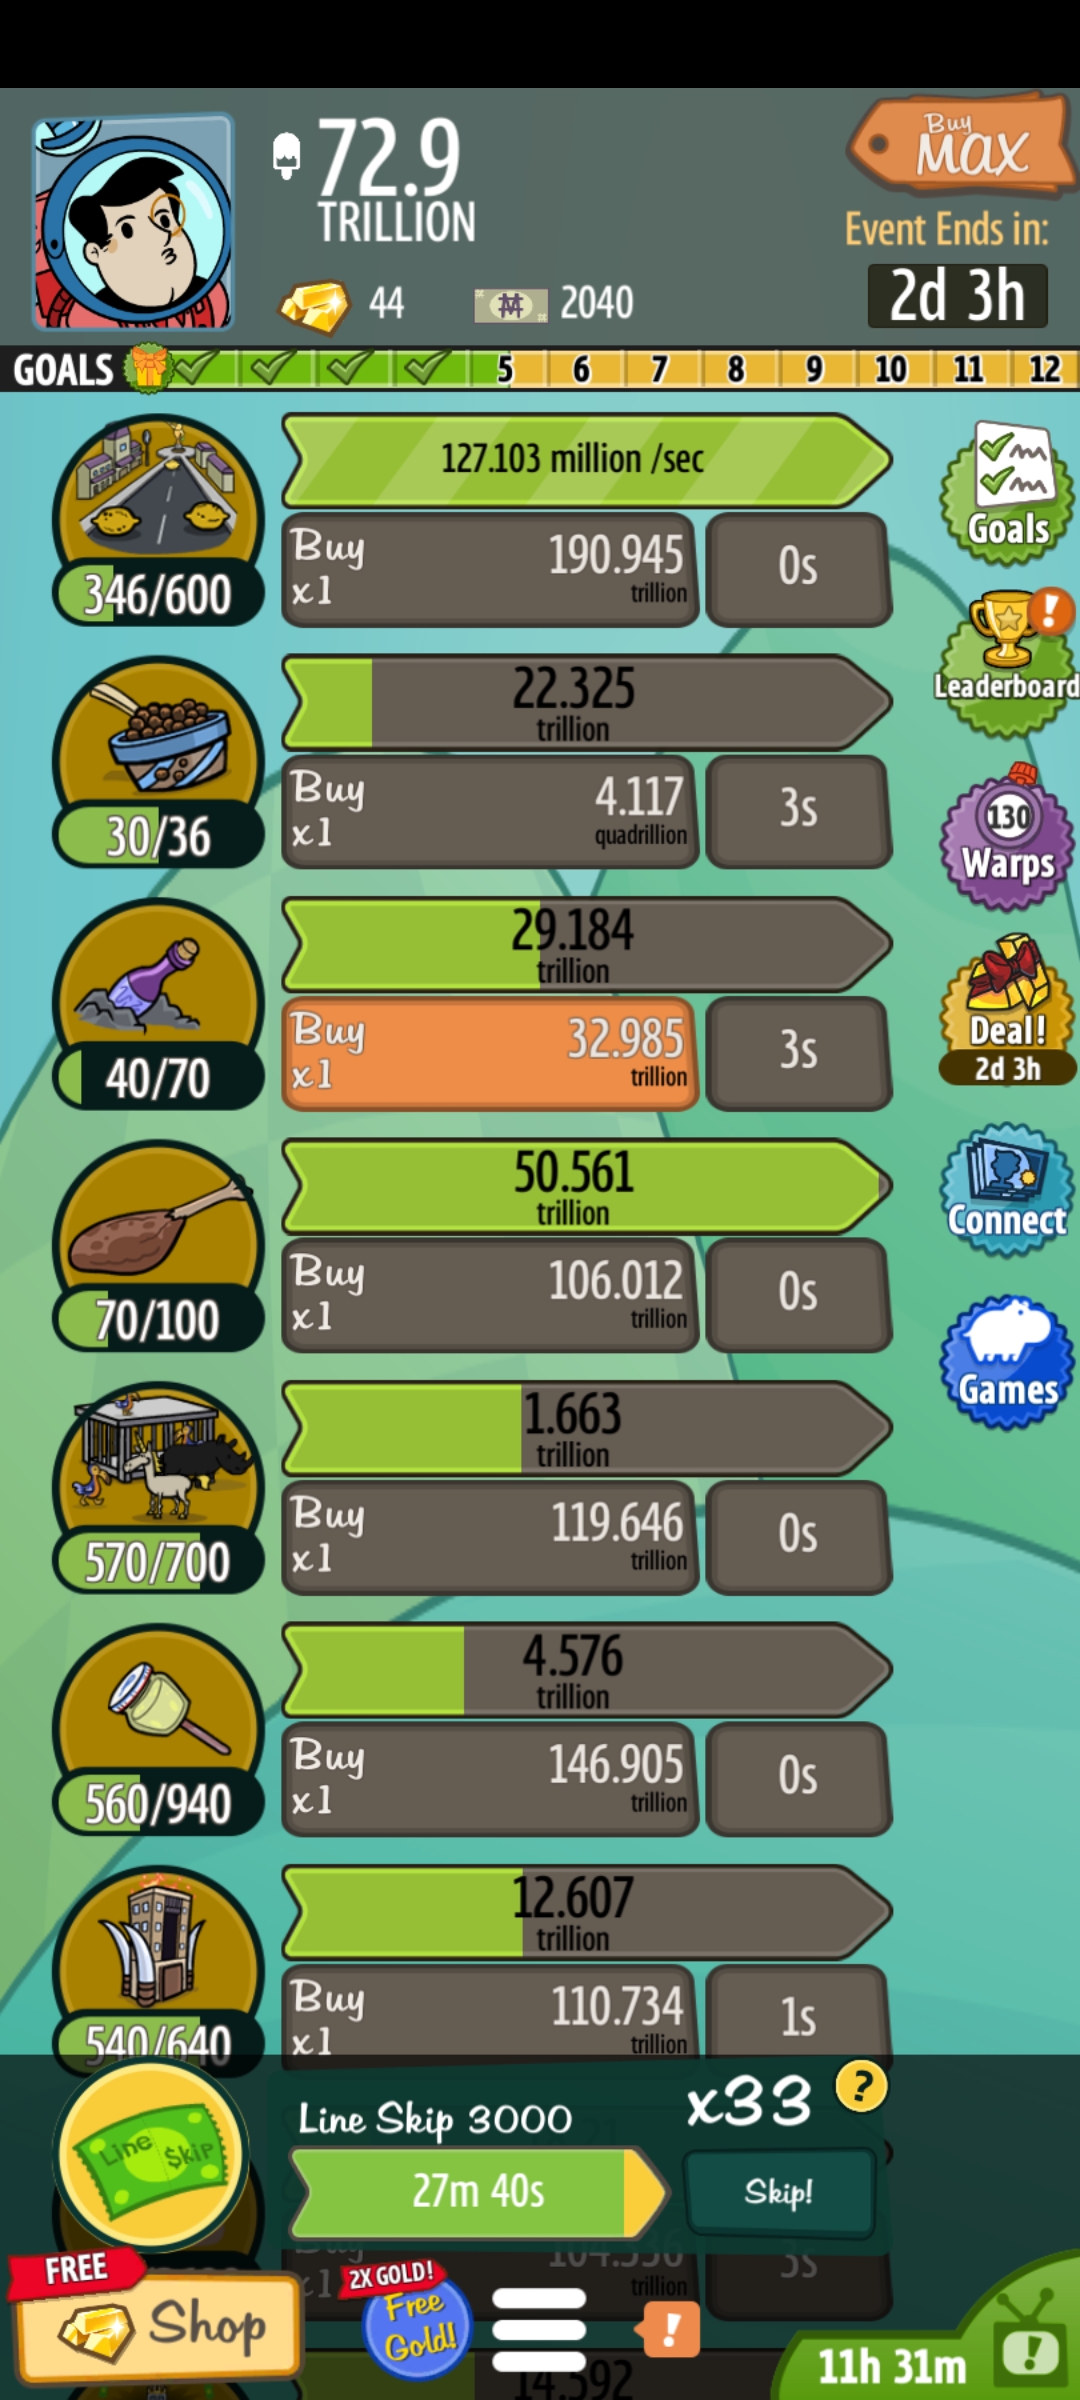 72.9
TRILLION
Buy
MAX
Event Ends in:
2d 3h
44
2040
GOALS
5 6 7 8 9 10 11 12
127.103 million /sec
346/600
Buy
x1
190.945
trillion
0s
Goals
22.325
trillion
30/36
Buy
x1
4.117
quadrillion
3s
!
Leaderboard
130
Warps
29.184
trillion
40/70
Buy
x1
32.985
trillion
3s
Deal!
2d 3h
50.561
trillion
70/100
Buy
x1
106.012
trillion
0s
Connect
Games
1.663
trillion
570/700
Buy
x1
119.646
trillion
0s
4.576
trillion
560/940
Buy
x1
146.905
trillion
0s
12.607
trillion
540/640
Buy
x1
110.734
trillion
1s
Line $kip
Line Skip 3000
27m 40s
x33
?
Skip!
Buy
x1
trillion
3s
FREE
Shop
2X GOLD!
Free
Gold!
!
14.592
11h 31m
!